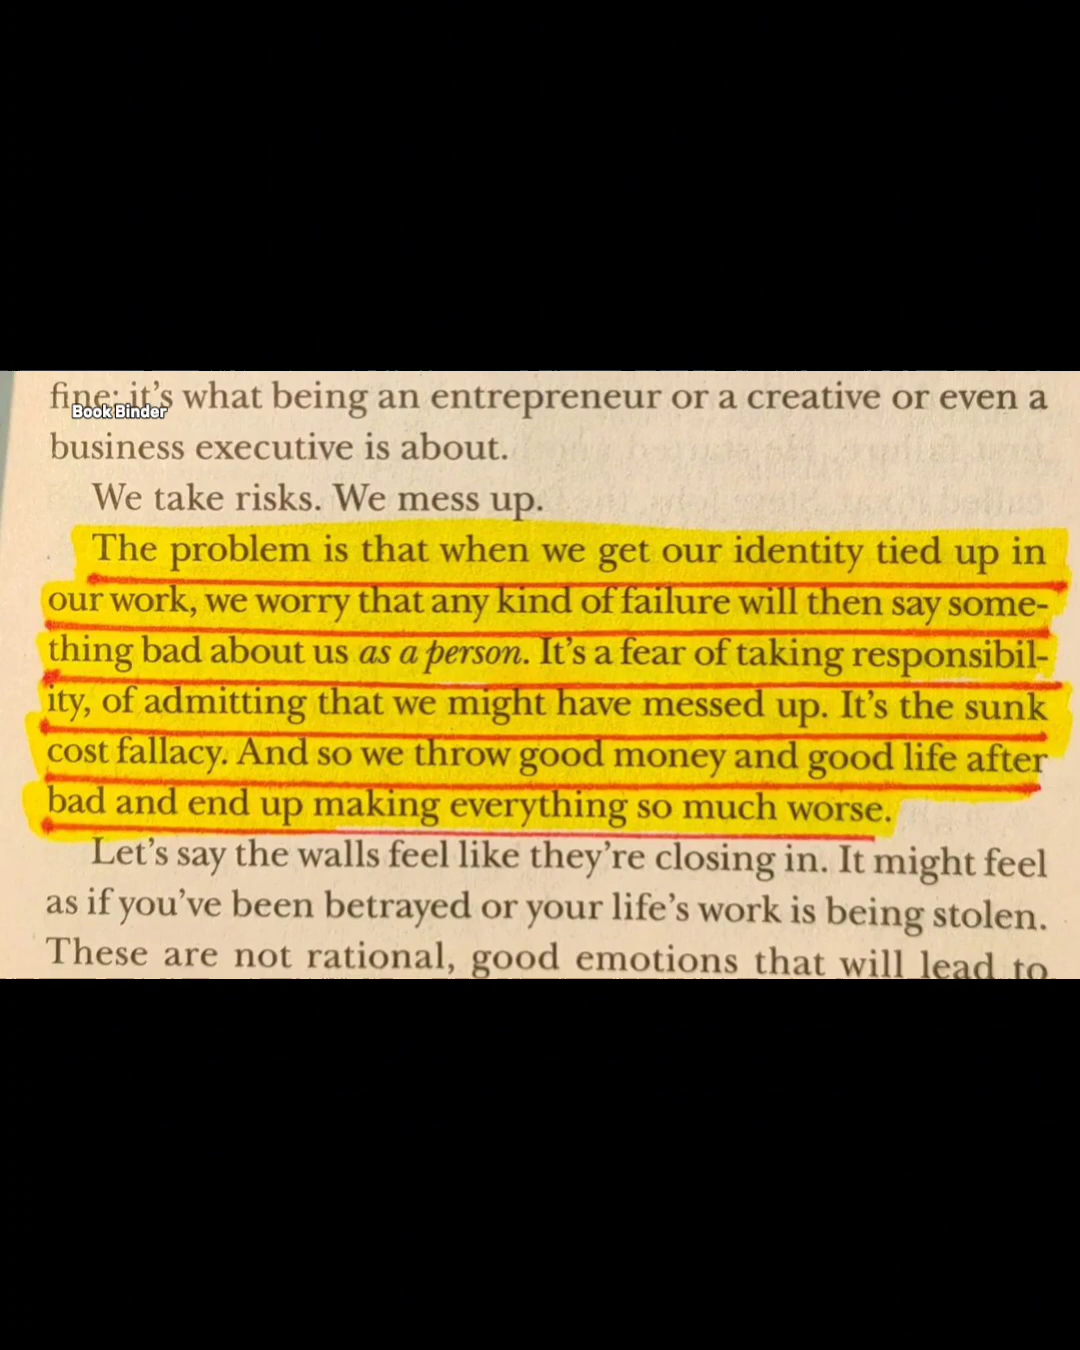 fine; it's what being an entrepreneur or a creative or even a
Book Binder
business executive is about.
We take risks. We mess up.
The problem is that when we get our identity tied up in
our work, we worry that any kind of failure will then say some-
thing bad about us as a person. It's a fear of taking responsibil-
ity, of admitting that we might have messed up. It's the sunk
cost fallacy. And so we throw good money and good life after
bad and end up making everything so much worse.
Let's say the walls feel like they're closing in. It might feel
as if you've been betrayed or your life's work is being stolen.
These are not rational, good emotions that will lead to